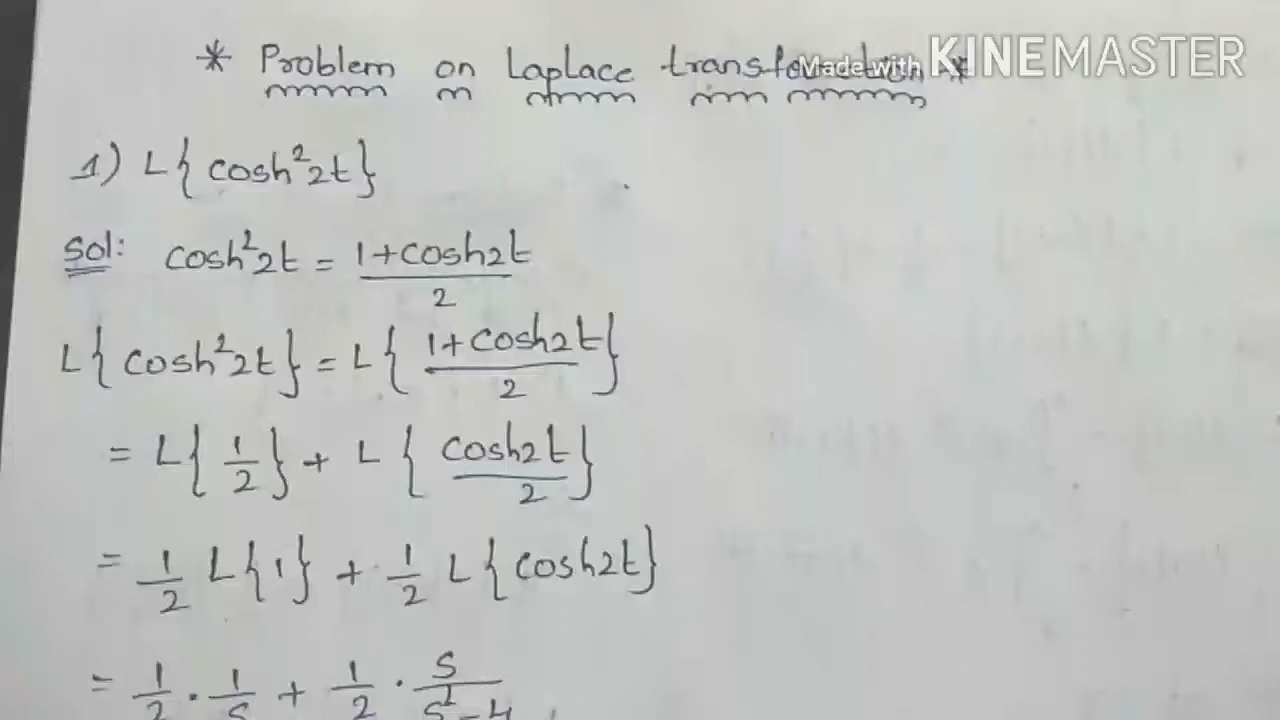 * Problem on Laplace transformation *
Made with KINEMASTER
1) L{cosh²2t}
Sol: cosh²2t = 1+cosh2t / 2
L{cosh²2t} = L{1+cosh2t / 2}
= L{1/2} + L{cosh2t / 2}
= 1/2 L{1} + 1/2 L{cosh2t}
= 1/2 · 1/s + 1/2 · s/s²-4